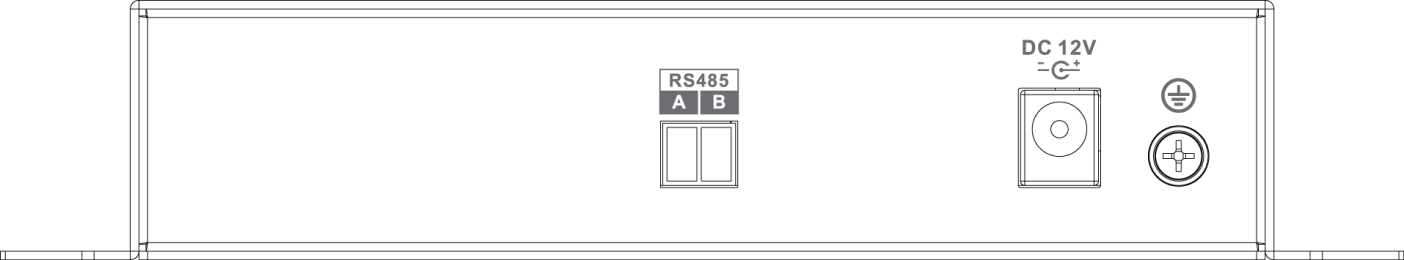 DC 12V
- +
RS485
A B